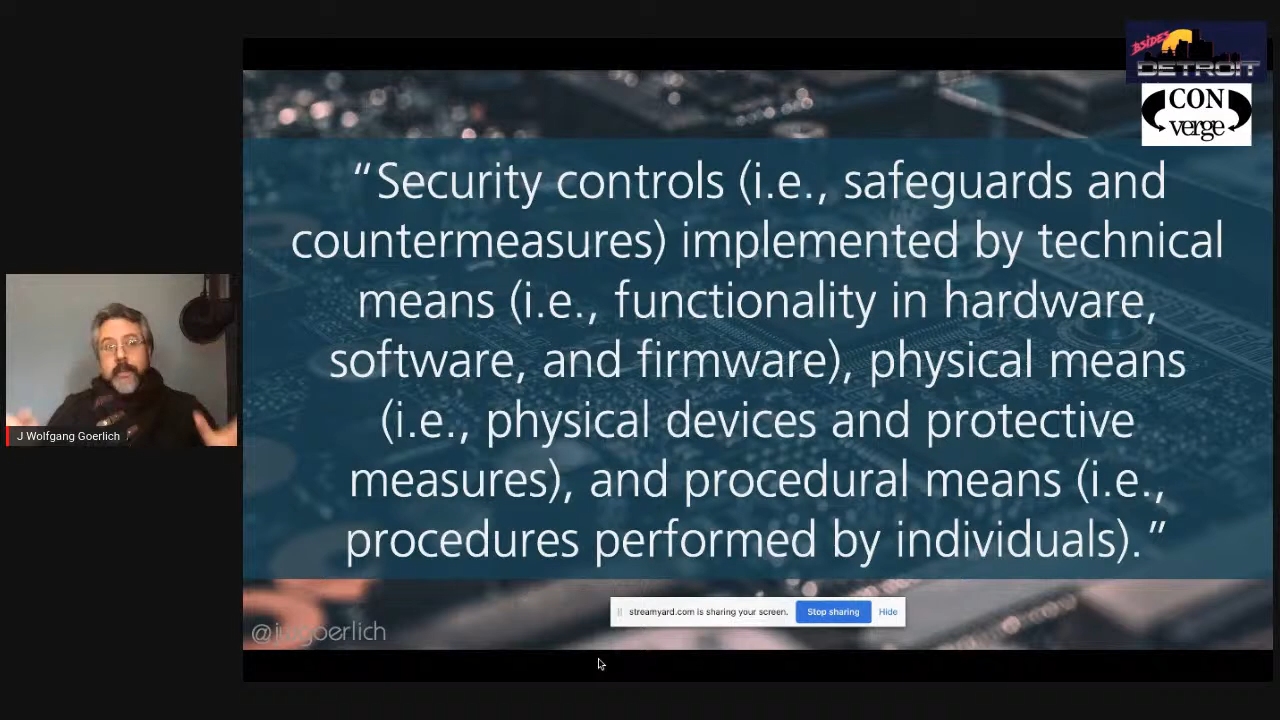 BSIDES
DETROIT
CON
verge
“Security controls (i.e., safeguards and
countermeasures) implemented by technical
means (i.e., functionality in hardware,
software, and firmware), physical means
(i.e., physical devices and protective
measures), and procedural means (i.e.,
procedures performed by individuals).”
J Wolfgang Goerlich
streamyard.com is sharing your screen.
Stop sharing
Hide
@jwgoerlich